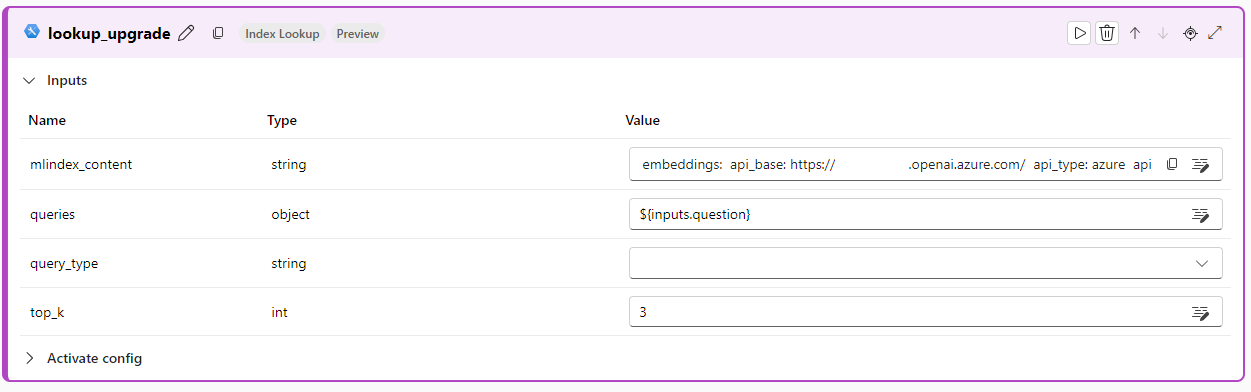 lookup_upgrade Index Lookup Preview
Inputs
Name Type Value
mlindex_content string embeddings: api_base: https:// .openai.azure.com/ api_type: azure api
queries object ${inputs.question}
query_type string
top_k int 3
Activate config